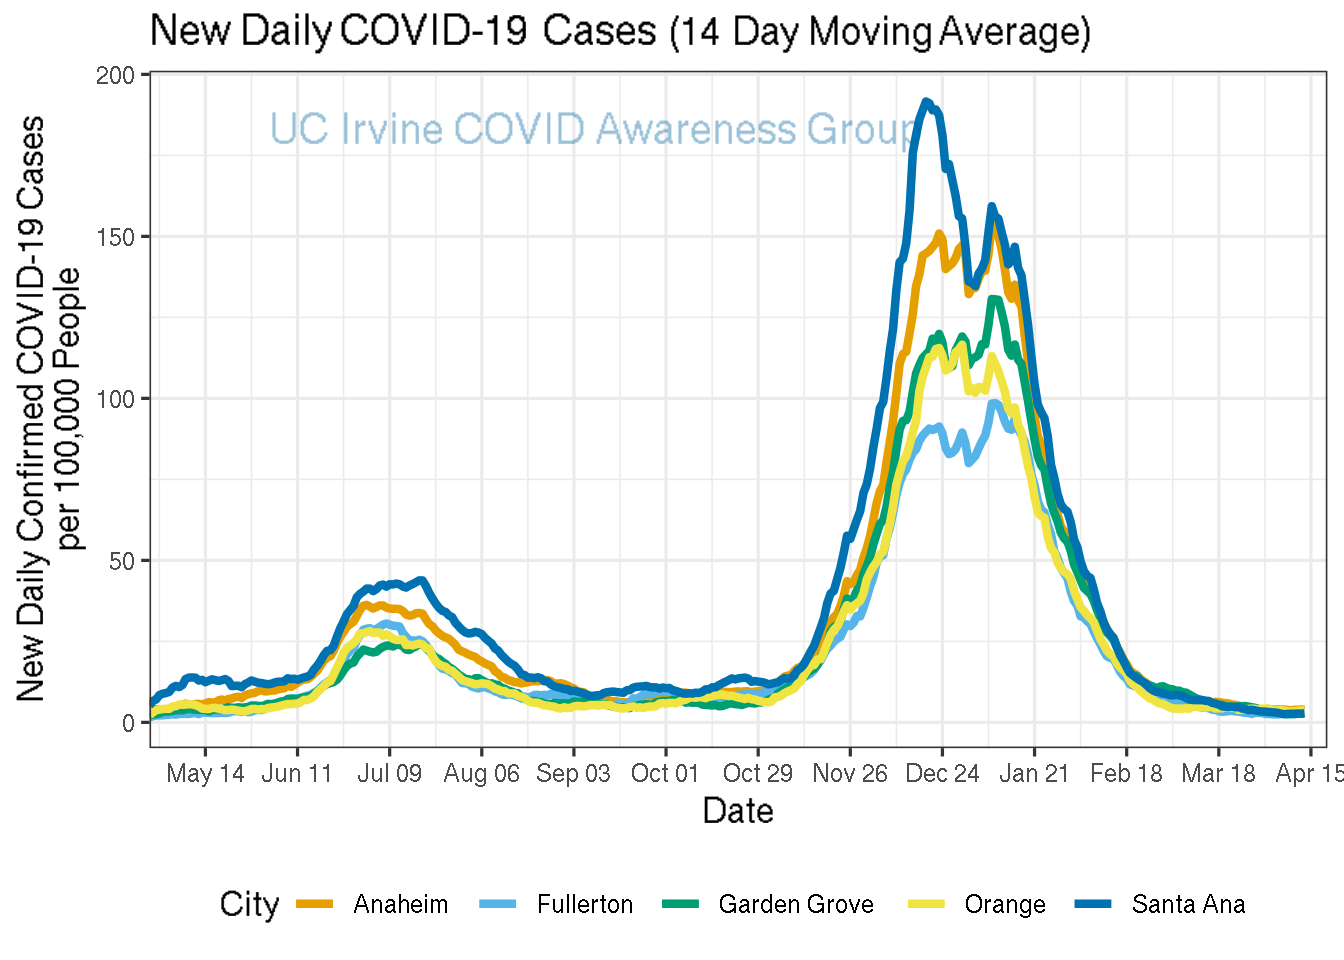 New Daily COVID-19 Cases (14 Day Moving Average)
UC Irvine COVID Awareness Group
New Daily Confirmed COVID-19 Cases
per 100,000 People
200
150
100
50
0
May 14 Jun 11 Jul 09 Aug 06 Sep 03 Oct 01 Oct 29 Nov 26 Dec 24 Jan 21 Feb 18 Mar 18 Apr 15
Date
City Anaheim Fullerton Garden Grove Orange Santa Ana